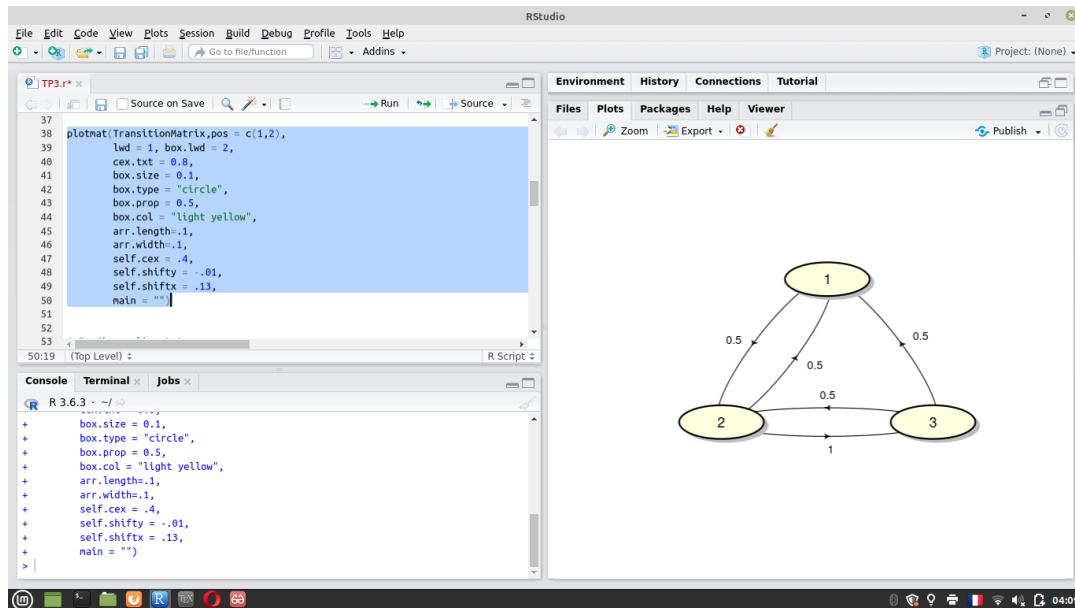 RStudio
File Edit Code View Plots Session Build Debug Profile Tools Help
Go to file/function Addins Project: (None)
TP3.r*
Source on Save Run Source
37
38 plotmat(TransitionMatrix,pos = c(1,2),
39 lwd = 1, box.lwd = 2,
40 cex.txt = 0.8,
41 box.size = 0.1,
42 box.type = "circle",
43 box.prop = 0.5,
44 box.col = "light yellow",
45 arr.length=.1,
46 arr.width=.1,
47 self.cex = .4,
48 self.shifty = -.01,
49 self.shiftx = .13,
50 main = "")
51
52
53
50:19 (Top Level) R Script
Console Terminal Jobs
R 3.6.3 · ~/
+ box.size = 0.1,
+ box.type = "circle",
+ box.prop = 0.5,
+ box.col = "light yellow",
+ arr.length=.1,
+ arr.width=.1,
+ self.cex = .4,
+ self.shifty = -.01,
+ self.shiftx = .13,
+ main = "")
>
Environment History Connections Tutorial
Files Plots Packages Help Viewer
Zoom Export Publish
1
0.5
0.5
0.5
0.5
2
3
1
04:09